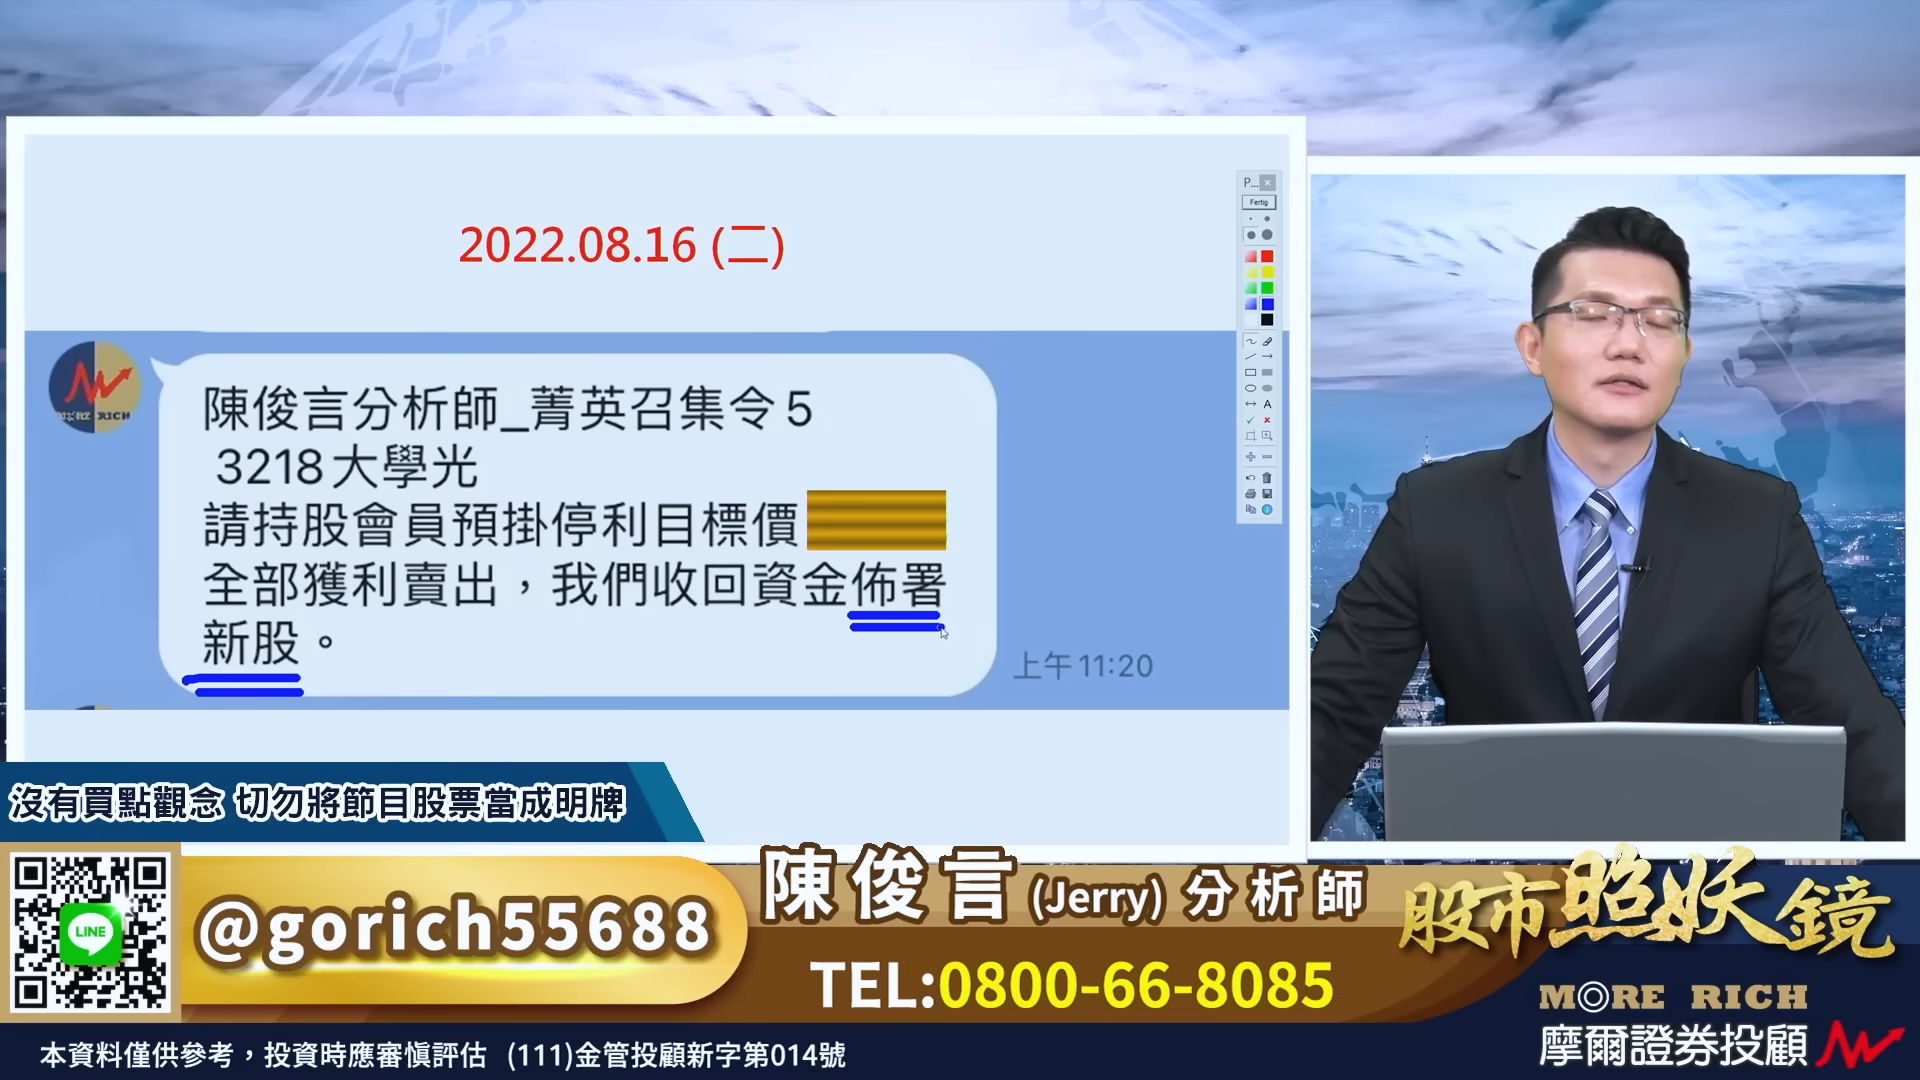 2022.08.16 (二)
P...
Fertig
A
MORE RICH
陳俊言分析師_菁英召集令5
3218大學光
請持股會員預掛停利目標價
全部獲利賣出，我們收回資金佈署
新股。
上午11:20
沒有買點觀念 切勿將節目股票當成明牌
LINE
@gorich55688
陳俊言(Jerry)分析師
TEL:0800-66-8085
股市照妖鏡
MORE RICH
摩爾證券投顧
本資料僅供參考，投資時應審慎評估 (111)金管投顧新字第014號